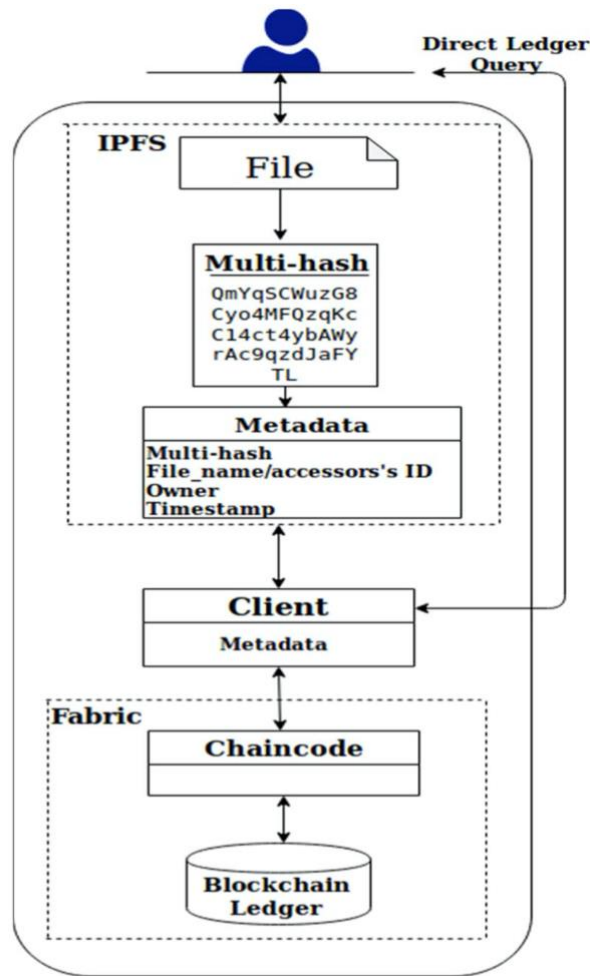 Direct Ledger
Query
IPFS
File
Multi-hash
QmYqSCWuzG8
Cyo4MFQzqKc
C14ct4ybAWy
rAc9qzdJaFY
TL
Metadata
Multi-hash
File_name/accessors's ID
Owner
Timestamp
Client
Metadata
Fabric
Chaincode
Blockchain
Ledger